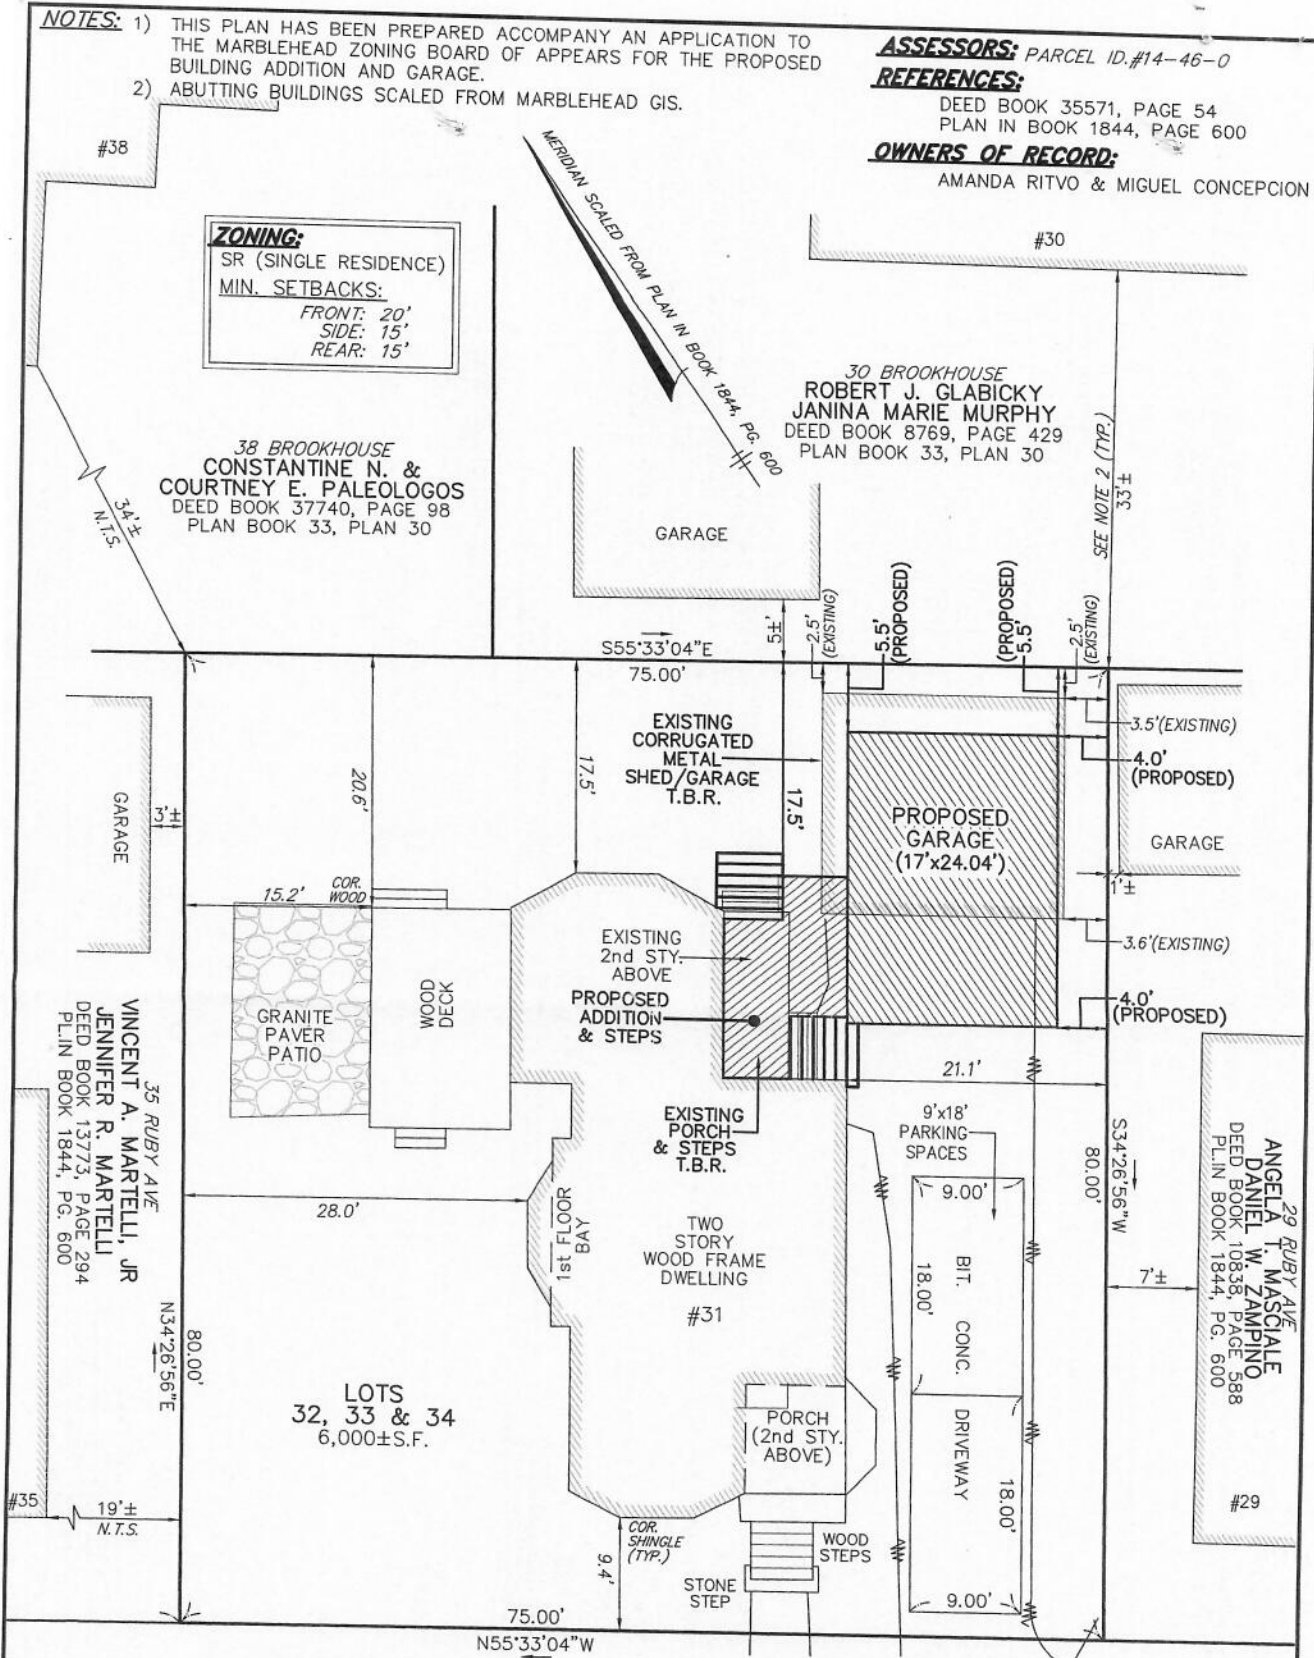 NOTES: 1) THIS PLAN HAS BEEN PREPARED ACCOMPANY AN APPLICATION TO
THE MARBLEHEAD ZONING BOARD OF APPEARS FOR THE PROPOSED
BUILDING ADDITION AND GARAGE.
2) ABUTTING BUILDINGS SCALED FROM MARBLEHEAD GIS.
ASSESSORS: PARCEL ID.#14-46-0
REFERENCES:
DEED BOOK 35571, PAGE 54
PLAN IN BOOK 1844, PAGE 600
OWNERS OF RECORD:
AMANDA RITVO & MIGUEL CONCEPCION
#38
ZONING:
SR (SINGLE RESIDENCE)
MIN. SETBACKS:
FRONT: 20'
SIDE: 15'
REAR: 15'
MERIDIAN SCALED FROM PLAN IN BOOK 1844, PG. 600
#30
30 BROOKHOUSE
ROBERT J. GLABICKY
JANINA MARIE MURPHY
DEED BOOK 8769, PAGE 429
PLAN BOOK 33, PLAN 30
SEE NOTE 2 (TYP.)
33'±
38 BROOKHOUSE
CONSTANTINE N. &
COURTNEY E. PALEOLOGOS
DEED BOOK 37740, PAGE 98
PLAN BOOK 33, PLAN 30
34'±
N.T.S.
GARAGE
S55°33'04"E
75.00'
5±'
2.5'
(EXISTING)
5.5'
(PROPOSED)
(PROPOSED)
5.5'
2.5'
(EXISTING)
EXISTING
CORRUGATED
METAL
SHED/GARAGE
T.B.R.
20.6'
17.5'
17.5'
3.5'(EXISTING)
4.0'
(PROPOSED)
GARAGE
3'±
PROPOSED
GARAGE
(17'x24.04')
GARAGE
1'±
15.2'
COR.
WOOD
3.6'(EXISTING)
EXISTING
2nd STY.
ABOVE
PROPOSED
ADDITION
& STEPS
4.0'
(PROPOSED)
GRANITE
PAVER
PATIO
WOOD
DECK
21.1'
EXISTING
PORCH
& STEPS
T.B.R.
9'x18'
PARKING
SPACES
35 RUBY AVE
VINCENT A. MARTELLI, JR
JENNIFER R. MARTELLI
DEED BOOK 13773, PAGE 294
PL.IN BOOK 1844, PG. 600
S34°26'56"W
80.00'
29 RUBY AVE
ANGELA T. MASCIALE
DANIEL W. ZAMPINO
DEED BOOK 10838, PAGE 588
PL.IN BOOK 1844, PG. 600
28.0'
1st FLOOR
BAY
TWO
STORY
WOOD FRAME
DWELLING
#31
9.00'
18.00'
BIT. CONC. DRIVEWAY
7'±
N34°26'56"E
80.00'
LOTS
32, 33 & 34
6,000±S.F.
PORCH
(2nd STY.
ABOVE)
18.00'
#35
19'±
N.T.S.
#29
COR.
SHINGLE
(TYP.)
9.4'
WOOD
STEPS
STONE
STEP
9.00'
75.00'
N55°33'04"W